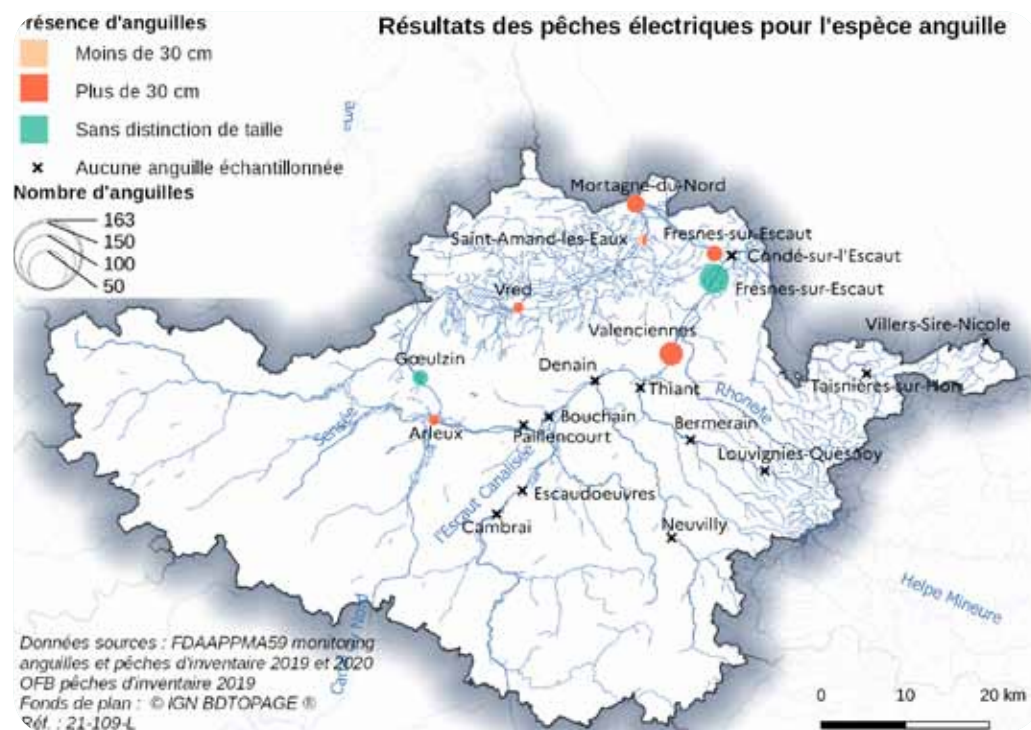 Présence d'anguilles
Moins de 30 cm
Plus de 30 cm
Sans distinction de taille
Aucune anguille échantillonnée
Nombre d'anguilles
163
150
100
50
Résultats des pêches électriques pour l'espèce anguille
Mortagne-du-Nord
Saint-Amand-les-Eaux
Fresnes-sur-Escaut
Condé-sur-l'Escaut
Fresnes-sur-Escaut
Vred
Valenciennes
Villers-Sire-Nicole
Gœulzin
Denain
Thiant
Taisnières-sur-Hon
Rhonelle
Sensée
Arleux
Bouchain
Paillencourt
Bermerain
Louvignies-Quesnoy
l'Escaut Canalisée
Escaudoeuvres
Cambrai
Neuvilly
Helpe Mineure
Données sources : FDAAPPMA59 monitoring
anguilles et pêches d'inventaire 2019 et 2020
OFB pêches d'inventaire 2019
Fonds de plan : © IGN BDTOPAGE ®
Réf. : 21-109-L
0 10 20 km